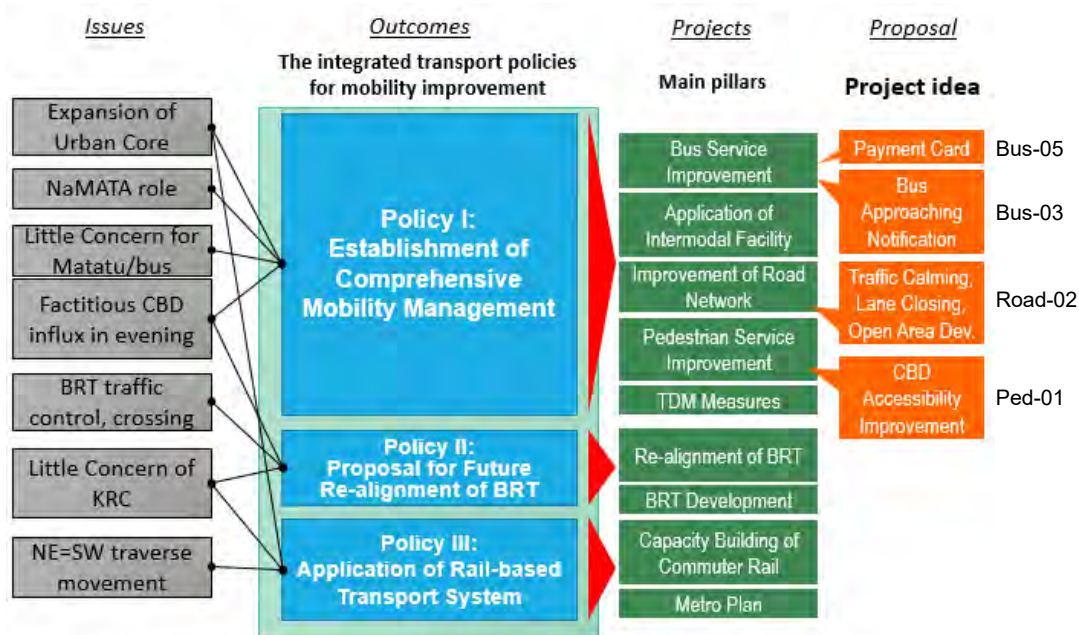 Issues
Outcomes
Projects
Proposal
The integrated transport policies
for mobility improvement
Main pillars
Project idea
Expansion of
Urban Core
NaMATA role
Little Concern for
Matatu/bus
Factitious CBD
influx in evening
BRT traffic
control, crossing
Little Concern of
KRC
NE=SW traverse
movement
Policy I:
Establishment of
Comprehensive
Mobility Management
Policy II:
Proposal for Future
Re-alignment of BRT
Policy III:
Application of Rail-based
Transport System
Bus Service
Improvement
Application of
Intermodal Facility
Improvement of Road
Network
Pedestrian Service
Improvement
TDM Measures
Re-alignment of BRT
BRT Development
Capacity Building of
Commuter Rail
Metro Plan
Payment Card
Bus-05
Bus
Approaching
Notification
Bus-03
Traffic Calming,
Lane Closing,
Open Area Dev.
Road-02
CBD
Accessibility
Improvement
Ped-01